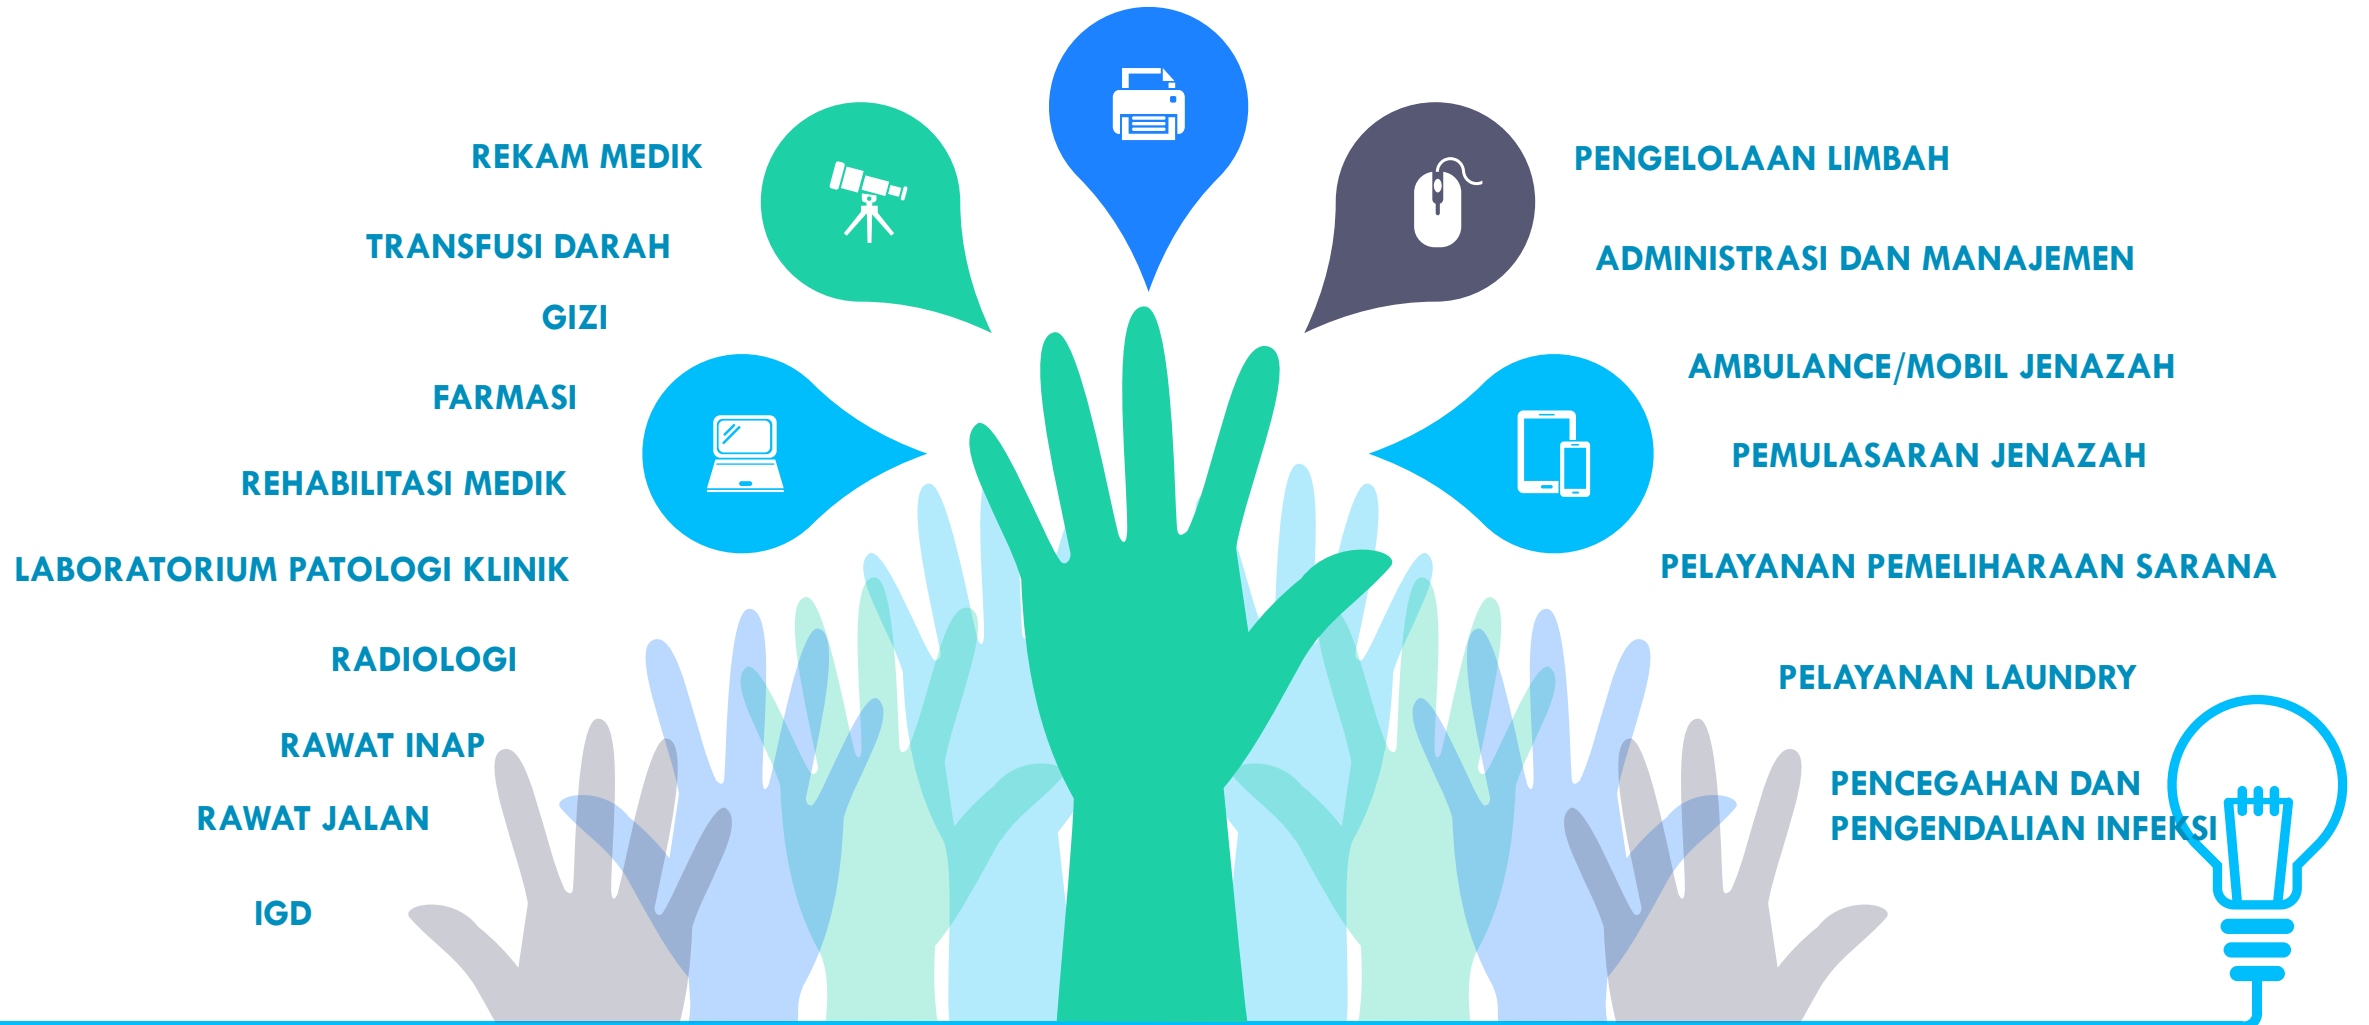 REKAM MEDIK
TRANSFUSI DARAH
GIZI
FARMASI
REHABILITASI MEDIK
LABORATORIUM PATOLOGI KLINIK
RADIOLOGI
RAWAT INAP
RAWAT JALAN
IGD
PENGELOLAAN LIMBAH
ADMINISTRASI DAN MANAJEMEN
AMBULANCE/MOBIL JENAZAH
PEMULASARAN JENAZAH
PELAYANAN PEMELIHARAAN SARANA
PELAYANAN LAUNDRY
PENCEGAHAN DAN
PENGENDALIAN INFEKSI